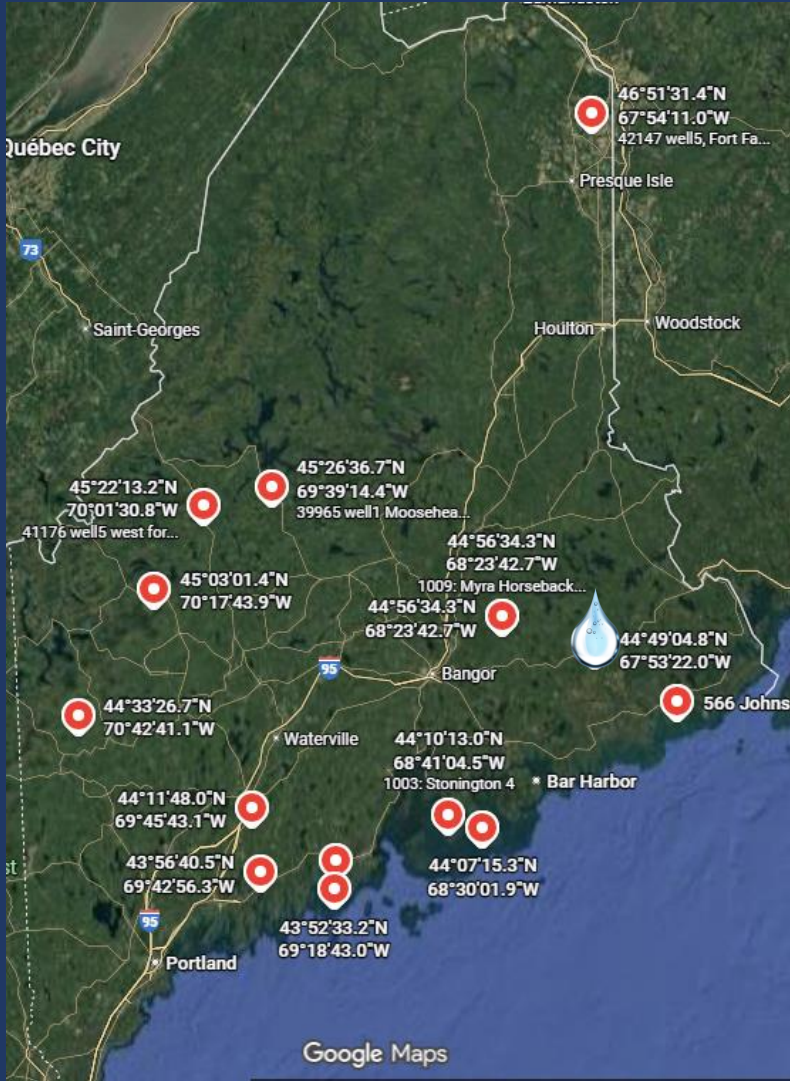 46°51'31.4"N
67°54'11.0"W
42147 well5, Fort Fa...
Québec City
Presque Isle
73
Saint-Georges
Houlton
Woodstock
45°26'36.7"N
69°39'14.4"W
39965 well1 Moosehea...
45°22'13.2"N
70°01'30.8"W
41176 well5 west for...
44°56'34.3"N
68°23'42.7"W
1009: Myra Horseback...
45°03'01.4"N
70°17'43.9"W
44°56'34.3"N
68°23'42.7"W
44°49'04.8"N
67°53'22.0"W
95
Bangor
566 Johns
44°33'26.7"N
70°42'41.1"W
Waterville
44°10'13.0"N
68°41'04.5"W
1003: Stonington 4
Bar Harbor
44°11'48.0"N
69°45'43.1"W
43°56'40.5"N
69°42'56.3"W
44°07'15.3"N
68°30'01.9"W
st
95
43°52'33.2"N
69°18'43.0"W
Portland
Google Maps